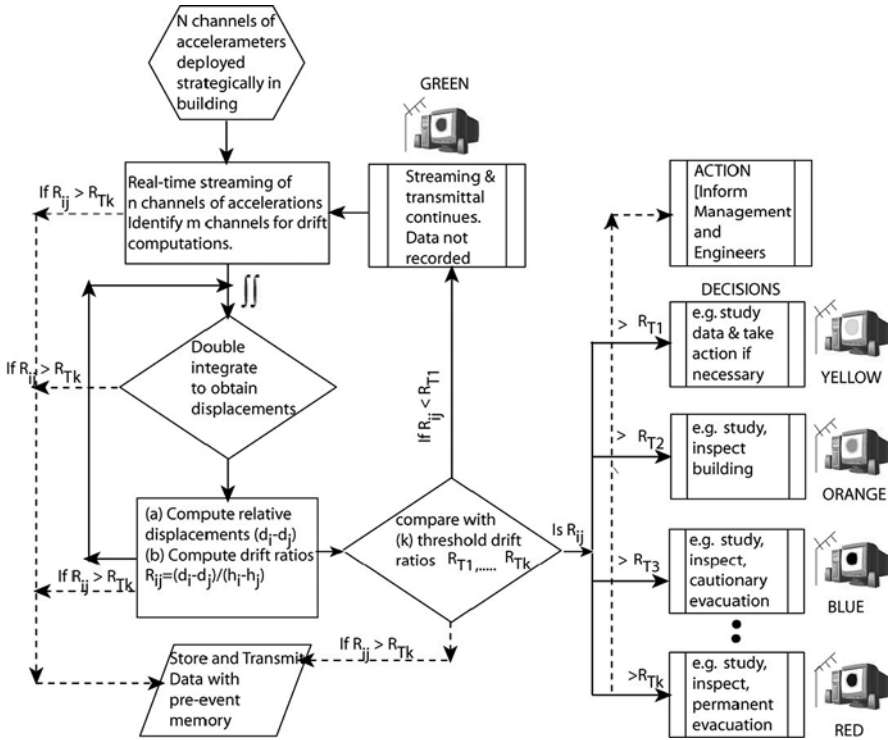 N channels of
accelerameters
deployed
strategically in
building
GREEN
If R_ij > R_Tk
Real-time streaming of
n channels of accelerations
Identify m channels for drift
computations.
Streaming &
transmittal
continues.
Data not
recorded
ACTION
[Inform
Management
and
Engineers
∫∫
DECISIONS
If R_ij > R_Tk
Double
integrate
to obtain
displacements
If R_ij < R_T1
> R_T1
e.g. study
data & take
action if
necessary
YELLOW
> R_T2
e.g. study,
inspect
building
ORANGE
(a) Compute relative
displacements (d_i-d_j)
(b) Compute drift ratios
R_ij=(d_i-d_j)/(h_i-h_j)
If R_ij > R_Tk
compare with
(k) threshold drift
ratios R_T1,..... R_Tk
Is R_ij
> R_T3
e.g. study,
inspect,
cautionary
evacuation
BLUE
If R_ij > R_Tk
Store and Transmit
Data with
pre-event
memory
>R_Tk
e.g. study,
inspect,
permanent
evacuation
RED